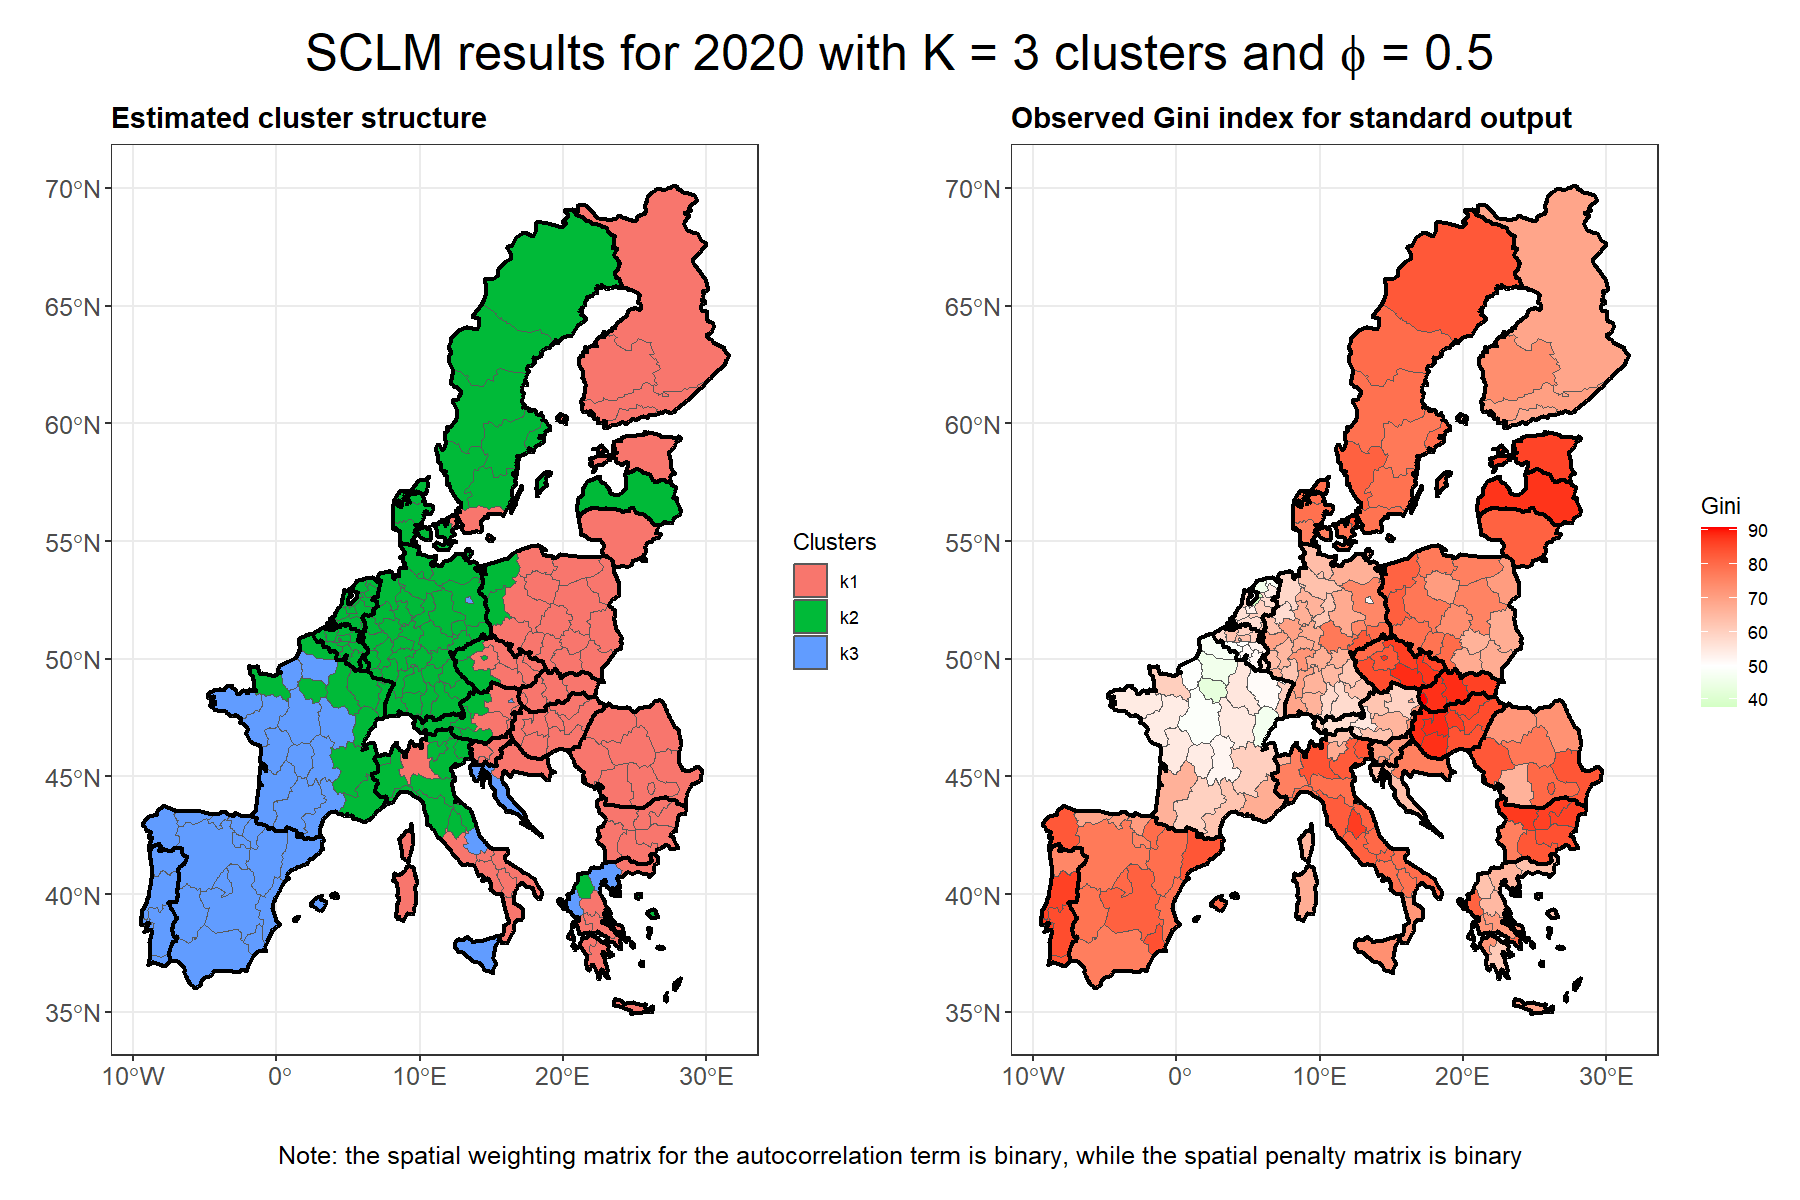 SCLM results for 2020 with K = 3 clusters and ϕ = 0.5
Estimated cluster structure
70°N
65°N
60°N
55°N
50°N
45°N
40°N
35°N
10°W 0° 10°E 20°E 30°E
Clusters
k1
k2
k3
Observed Gini index for standard output
70°N
65°N
60°N
55°N
50°N
45°N
40°N
35°N
10°W 0° 10°E 20°E 30°E
Gini
90
80
70
60
50
40
Note: the spatial weighting matrix for the autocorrelation term is binary, while the spatial penalty matrix is binary